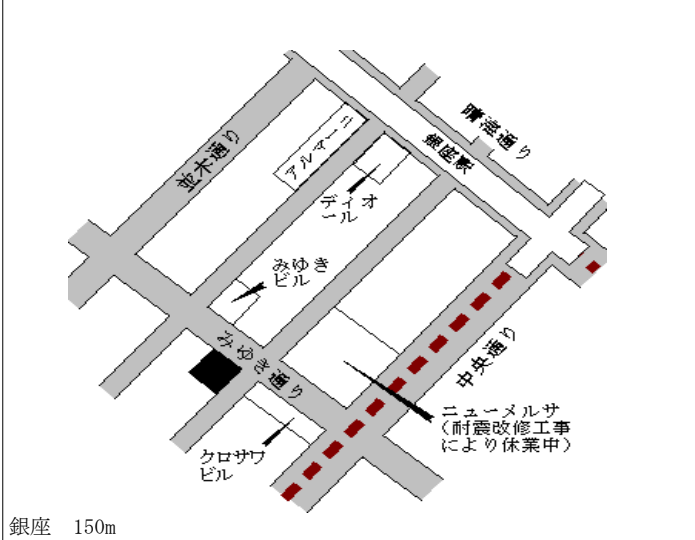 晴海通り
銀座駅
アルマーニ
並木通り
ディオ
ール
みゆき
ビル
みゆき通り
中央通り
ニューメルサ
(耐震改修工事
により休業中)
クロサワ
ビル
銀座 150m